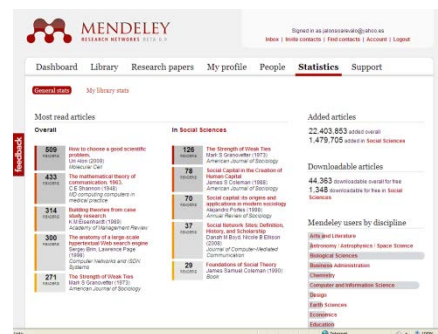 MENDELEY
RESEARCH NETWORKS BETA 0.9
Signed in as
Inbox | Invite contacts | Find contacts | Account | Logout
Dashboard Library Research papers My profile People Statistics Support
General stats My library stats
feedback
Most read articles
Overall
509
How to choose a good scientific
problem.
Uri Alon (2009)
Molecular Cell
433
The mathematical theory of
communication. 1963.
C E Shannon (1948)
MD computing computers in
medical practice
314
Building theories from case
study research
K M Eisenhardt (1989)
Academy of Management Review
300
The anatomy of a large scale
hypertextual Web search engine
Sergey Brin, Lawrence Page
(1998)
Computer Networks and ISDN
Systems
271
The Strength of Weak Ties
Mark S Granovetter (1973)
American Journal of Sociology
In Social Sciences
126
The Strength of Weak Ties
Mark S Granovetter (1973)
American Journal of Sociology
78
Social Capital in the Creation of
Human Capital
James S Coleman (1988)
American Journal of Sociology
70
Social capital its origins and
applications in modern sociology
Alejandro Portes (1998)
Annual Review of Sociology
37
Social Network Sites: Definition,
History, and Scholarship
Danah M Boyd, Nicole B Ellison
(2008)
Journal of Computer-Mediated
Communication
29
Foundations of Social Theory
James Samuel Coleman (1990)
Book
Added articles
22,403,853 added overall
1,479,705 added in Social Sciences
Downloadable articles
44,363 downloadable overall for free
1,348 downloadable for free in Social
Sciences
Mendeley users by discipline
Arts and Literature
Astronomy / Astrophysics / Space Science
Biological Sciences
Business Administration
Chemistry
Computer and Information Science
Design
Earth Sciences
Economics
Education